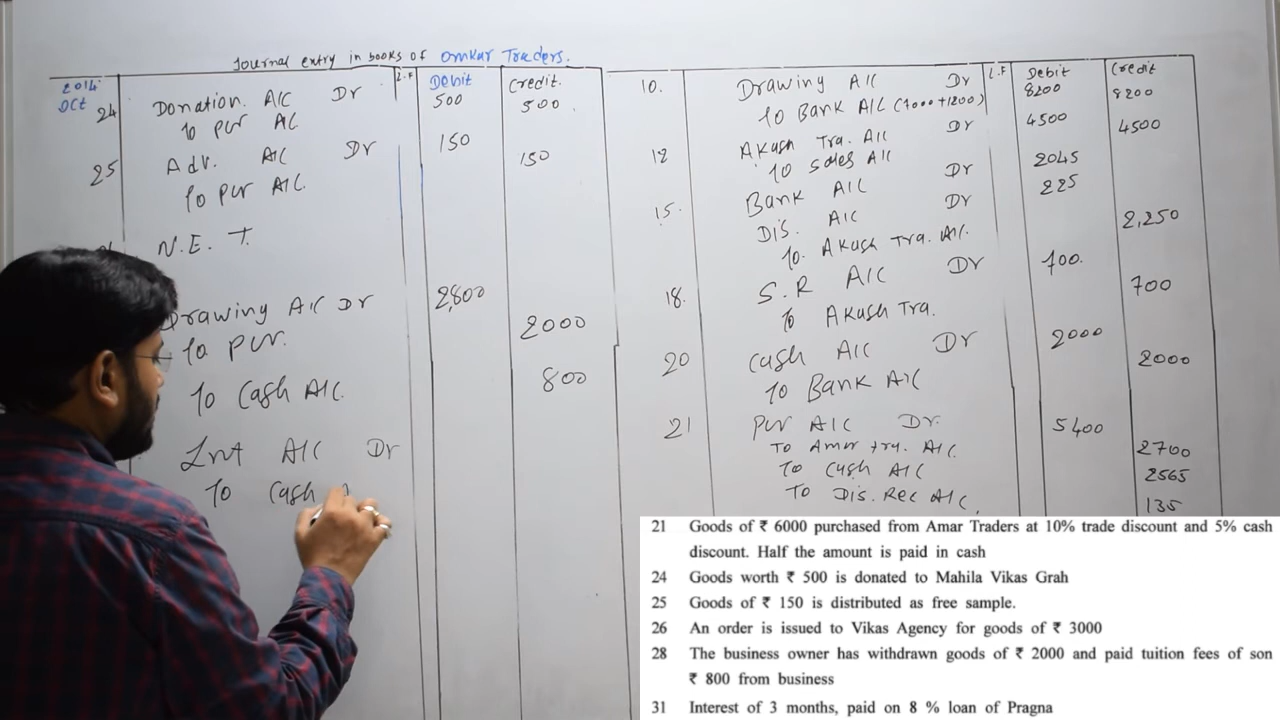 Journal entry in books of Omkar Traders.
2014 L.F Debit Credit.
Oct 24 Donation A/C Dr 500
To pur AC 500
25 Adv. A/C Dr 150
To pur A/C. 150
N.E.T.
Drawing A/C Dr 2,800
To pur. 2000
To Cash A/C. 800
Int A/C Dr
To Cash
L.F Debit Credit
10. Drawing A/C Dr 8200
To Bank A/C (7000+1200) 8200
12 Akash Tra. A/C Dr 4500
To Sales A/C 4500
15. Bank A/C Dr 2045
Dis. A/C Dr 225
To. Akash Tra. A/C. 2,250
18. S.R A/C Dr 700.
To Akash Tra. 700
20 Cash A/C Dr 2000
To Bank A/C 2000
21 Pur A/C Dr. 5400
To Amar try. A/C. 2700
To Cash A/C 2565
To Dis. Rec A/C, 135
21 Goods of ₹ 6000 purchased from Amar Traders at 10% trade discount and 5% cash
discount. Half the amount is paid in cash
24 Goods worth ₹ 500 is donated to Mahila Vikas Grah
25 Goods of ₹ 150 is distributed as free sample.
26 An order is issued to Vikas Agency for goods of ₹ 3000
28 The business owner has withdrawn goods of ₹ 2000 and paid tuition fees of son
₹ 800 from business
31 Interest of 3 months, paid on 8 % loan of Pragna